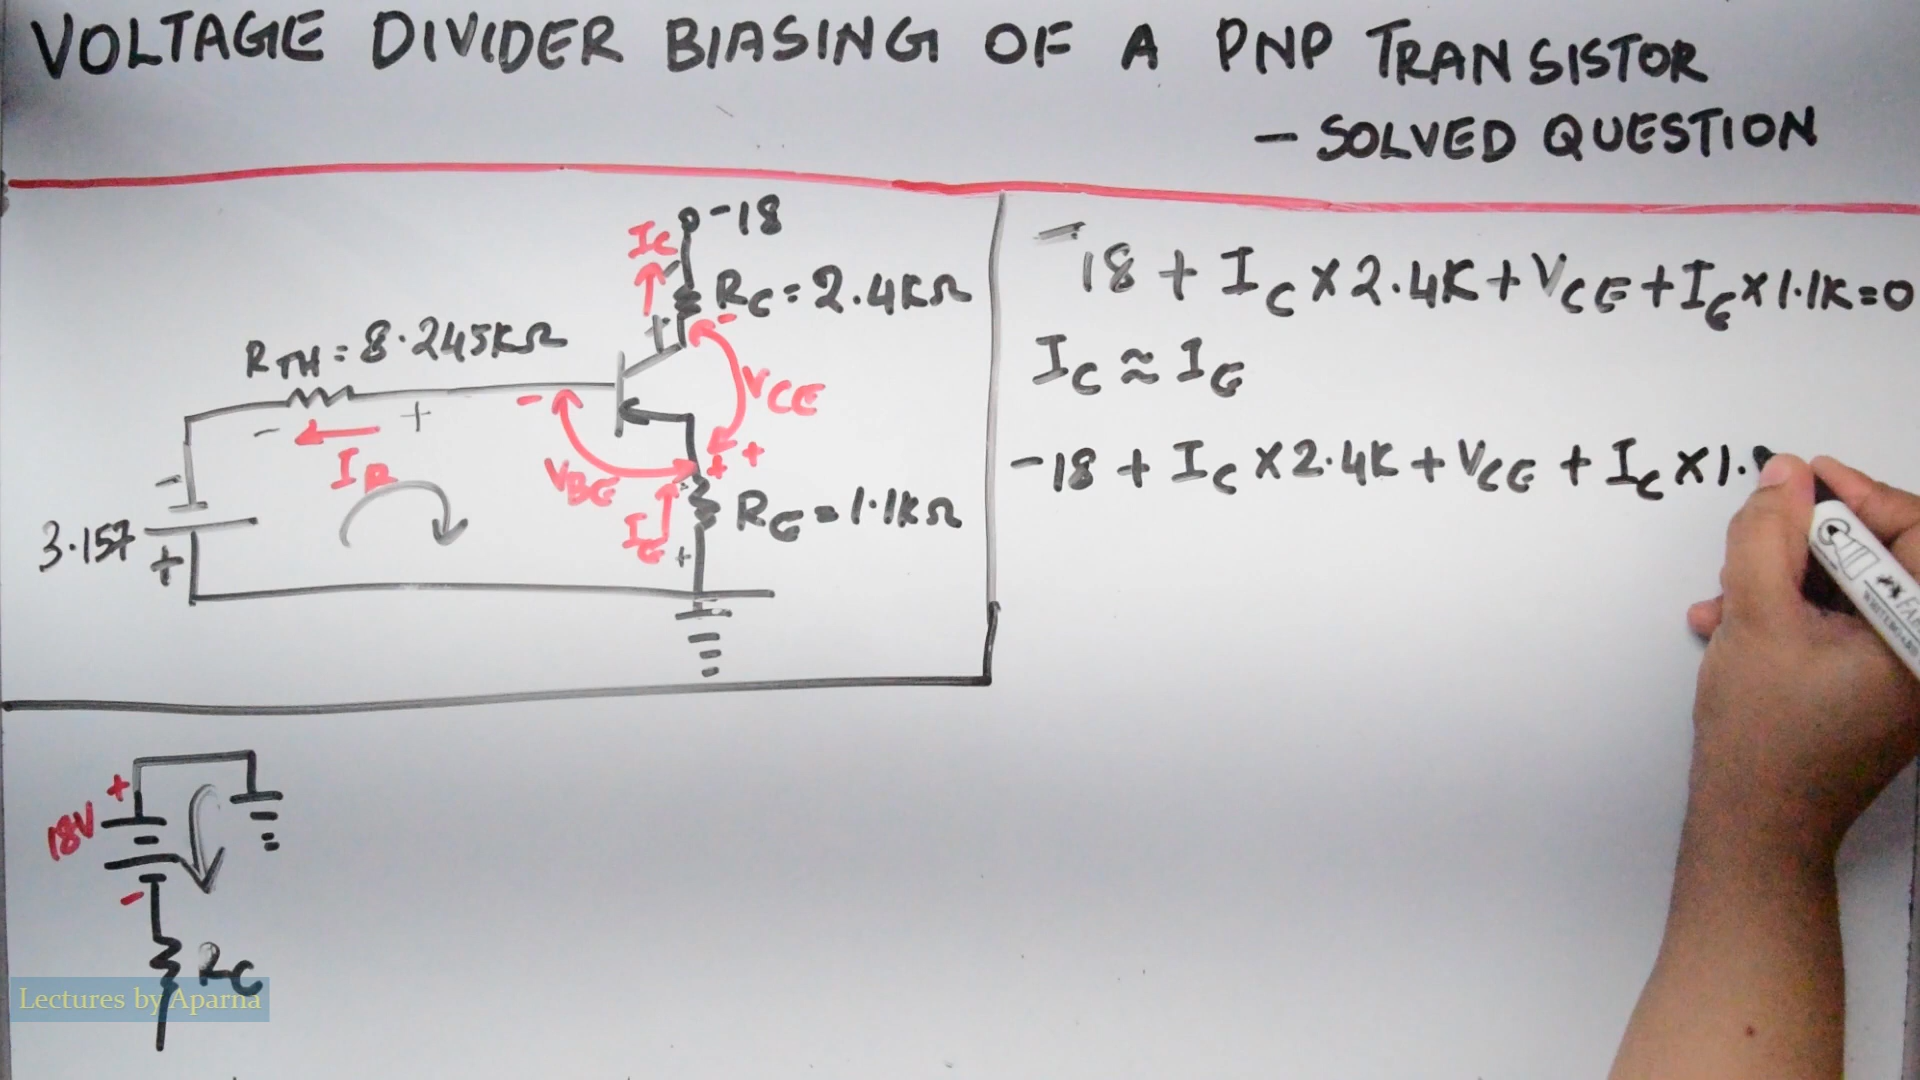 VOLTAGE DIVIDER BIASING OF A PNP TRANSISTOR
- SOLVED QUESTION
-18
IC
RC = 2.4KΩ
RTH = 8.245KΩ
- +
- +
VCE
- + +
IB
VBE
IE
RE = 1.1KΩ
3.157
- +
+
-18 + IC × 2.4K + VCE + IE × 1.1K = 0
IC ≈ IE
-18 + IC × 2.4K + VCE + IC × 1.
+
18V
-
RC
Lectures by Aparna